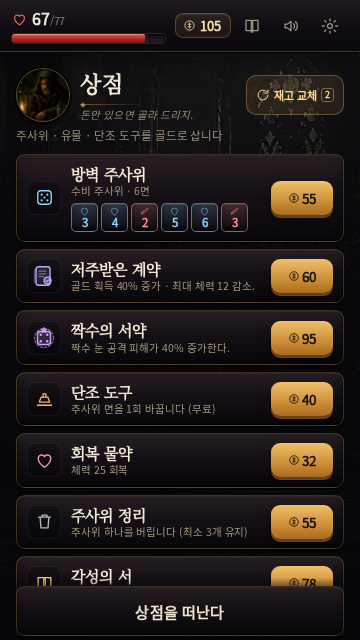 67/77
105
상점
돈만 있으면 골라 드리지.
재고 교체 2
주사위 · 유물 · 단조 도구를 골드로 삽니다
방벽 주사위
수비 주사위 · 6면
3 4 2 5 6 3
55
저주받은 계약
골드 획득 40% 증가 · 최대 체력 12 감소.
60
짝수의 서약
짝수 눈 공격 피해가 40% 증가한다.
95
단조 도구
주사위 면을 1회 바꿉니다 (무료)
40
회복 물약
체력 25 회복
32
주사위 정리
주사위 하나를 버립니다 (최소 3개 유지)
55
각성의 서
78
상점을 떠난다